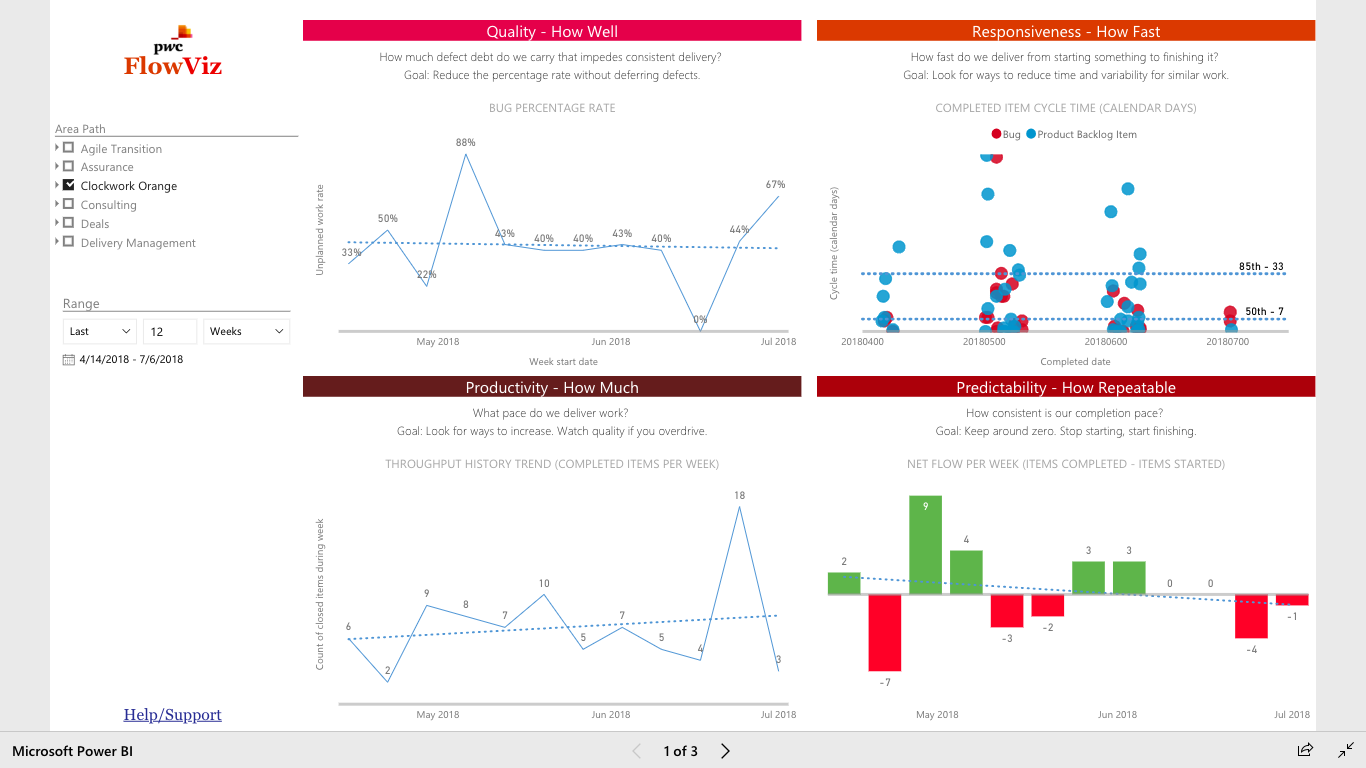 pwc
FlowViz
Area Path
Agile Transition
Assurance
Clockwork Orange
Consulting
Deals
Delivery Management
Range
Last
12
Weeks
4/14/2018 - 7/6/2018
Help/Support
Quality - How Well
How much defect debt do we carry that impedes consistent delivery?
Goal: Reduce the percentage rate without deferring defects.
BUG PERCENTAGE RATE
Unplanned work rate
33%
50%
22%
88%
43%
40%
40%
43%
40%
0%
44%
67%
May 2018
Jun 2018
Jul 2018
Week start date
Responsiveness - How Fast
How fast do we deliver from starting something to finishing it?
Goal: Look for ways to reduce time and variability for similar work.
COMPLETED ITEM CYCLE TIME (CALENDAR DAYS)
Bug
Product Backlog Item
Cycle time (calendar days)
85th - 33
50th - 7
20180400
20180500
20180600
20180700
Completed date
Productivity - How Much
What pace do we deliver work?
Goal: Look for ways to increase. Watch quality if you overdrive.
THROUGHPUT HISTORY TREND (COMPLETED ITEMS PER WEEK)
Count of closed items during week
6
2
9
8
7
10
5
7
5
4
18
3
May 2018
Jun 2018
Jul 2018
Predictability - How Repeatable
How consistent is our completion pace?
Goal: Keep around zero. Stop starting, start finishing.
NET FLOW PER WEEK (ITEMS COMPLETED - ITEMS STARTED)
2
-7
9
4
-3
-2
3
3
0
0
-4
-1
May 2018
Jun 2018
Jul 2018
Microsoft Power BI
1 of 3